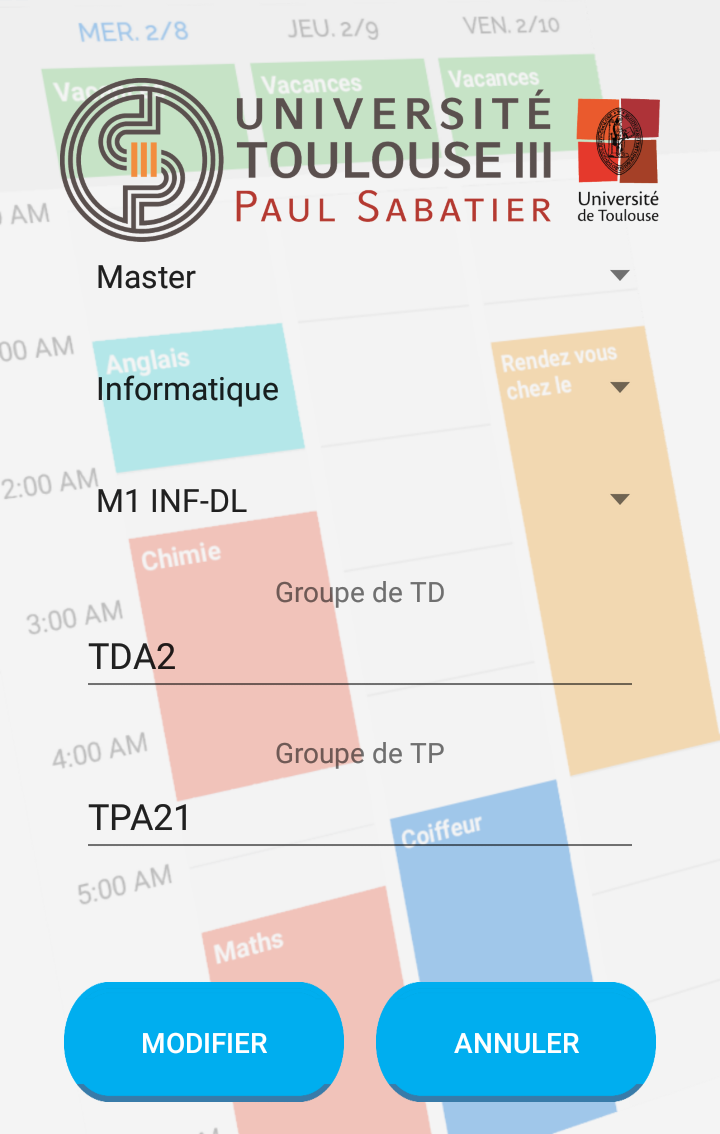 MER. 2/8
JEU. 2/9
VEN. 2/10
Vacances
Vacances
UNIVERSITÉ
TOULOUSE III
PAUL SABATIER
Université
de Toulouse
AM
Master
00 AM
Anglais
Rendez vous
chez le
Informatique
2:00 AM
M1 INF-DL
Chimie
Groupe de TD
3:00 AM
TDA2
4:00 AM
Groupe de TP
TPA21
Coiffeur
5:00 AM
Maths
MODIFIER
ANNULER